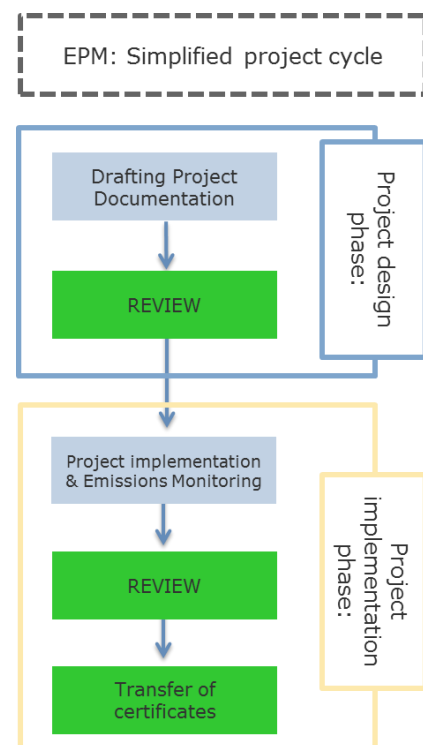 EPM: Simplified project cycle
Drafting Project
Documentation
Project design
phase:
REVIEW
Project implementation
& Emissions Monitoring
Project
implementation
phase:
REVIEW
Transfer of
certificates